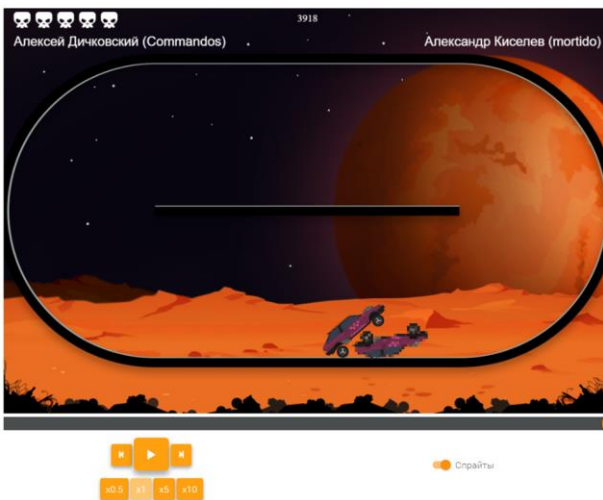 3918
Алексей Дичковский (Commandos)
Александр Киселев (mortido)
Спрайты
x0.5 x1 x5 x10